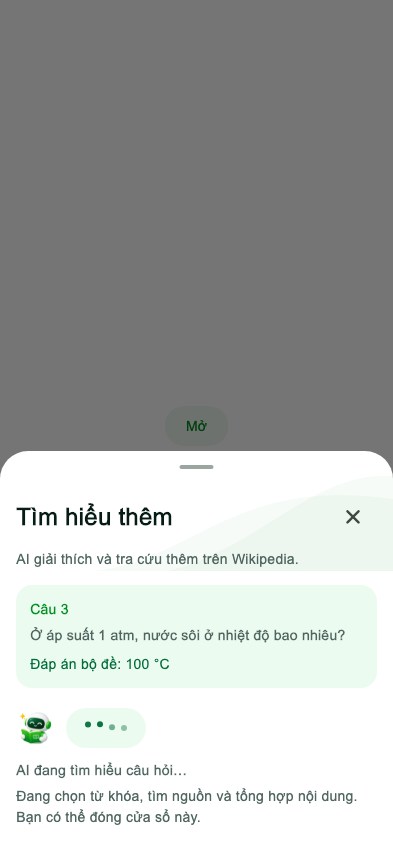 Mở
Tìm hiểu thêm
AI giải thích và tra cứu thêm trên Wikipedia.
Câu 3
Ở áp suất 1 atm, nước sôi ở nhiệt độ bao nhiêu?
Đáp án bộ đề: 100 °C
AI đang tìm hiểu câu hỏi...
Đang chọn từ khóa, tìm nguồn và tổng hợp nội dung.
Bạn có thể đóng cửa sổ này.